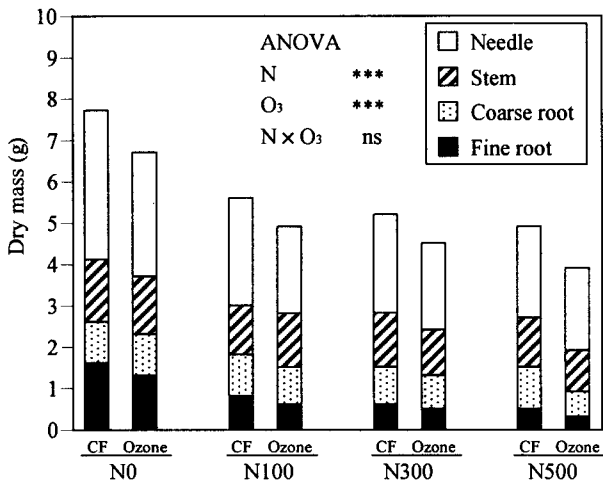 10
9
8
7
6
5
4
3
2
1
0
Dry mass (g)
ANOVA
N ***
O₃ ***
N × O₃ ns
Needle
Stem
Coarse root
Fine root
CF Ozone CF Ozone CF Ozone CF Ozone
N0 N100 N300 N500